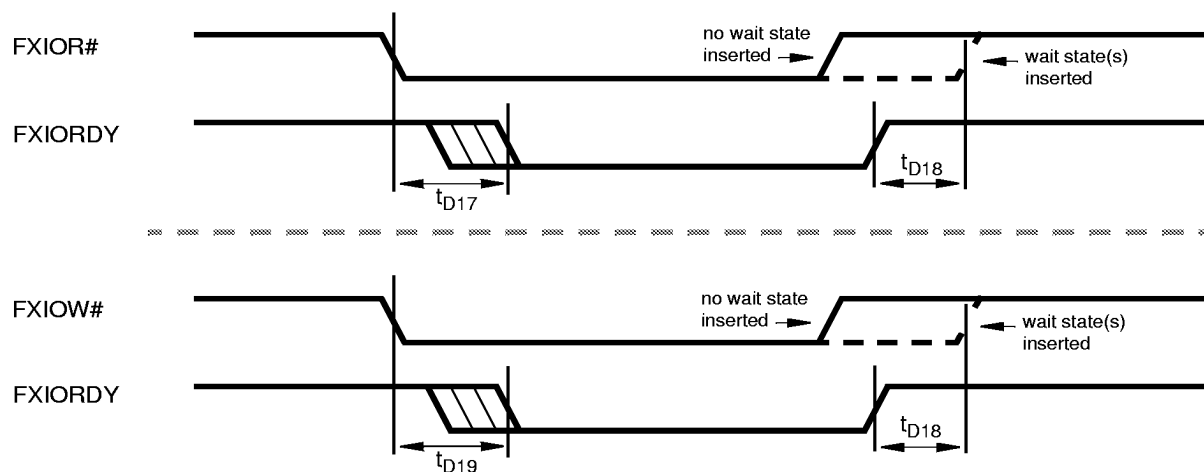 FXIOR#
no wait state
inserted
wait state(s)
inserted
FXIORDY
tD17
tD18
FXIOW#
no wait state
inserted
wait state(s)
inserted
FXIORDY
tD19
tD18